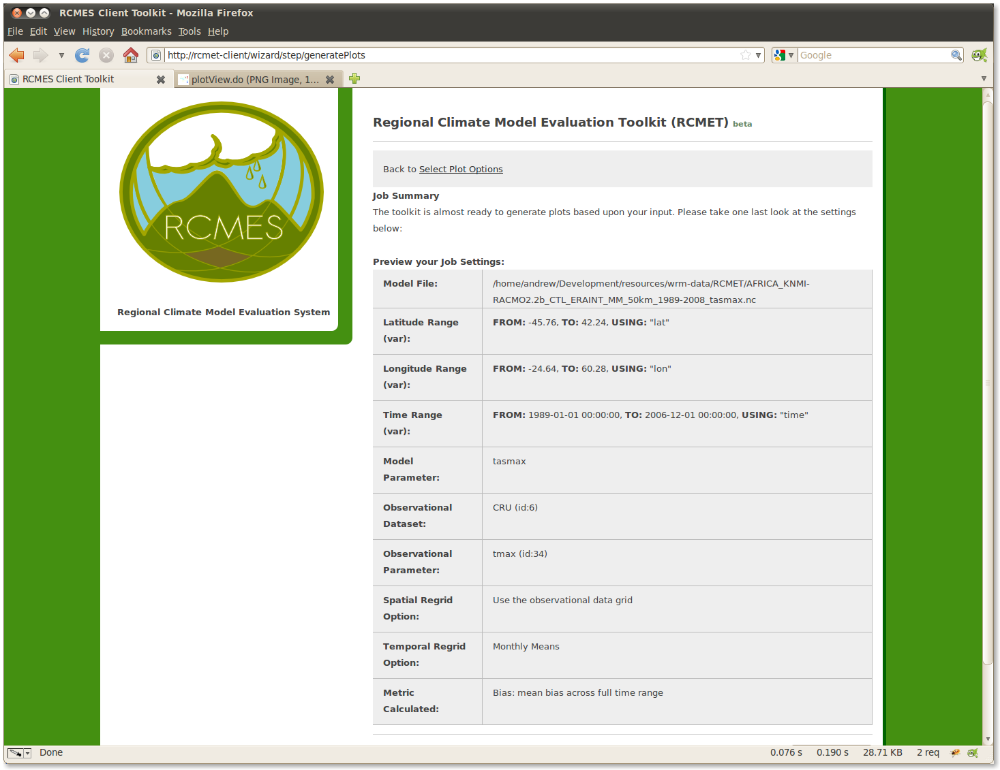 RCMES Client Toolkit - Mozilla Firefox
File Edit View History Bookmarks Tools Help
http://rcmet-client/wizard/step/generatePlots
Google
RCMES Client Toolkit
plotView.do (PNG Image, 1...
RCMES
Regional Climate Model Evaluation System
Regional Climate Model Evaluation Toolkit (RCMET) beta
Back to Select Plot Options
Job Summary
The toolkit is almost ready to generate plots based upon your input. Please take one last look at the settings
below:
Preview your Job Settings:
Model File:
/home/andrew/Development/resources/wrm-data/RCMET/AFRICA_KNMI-
RACMO2.2b_CTL_ERAINT_MM_50km_1989-2008_tasmax.nc
Latitude Range
(var):
FROM: -45.76, TO: 42.24, USING: "lat"
Longitude Range
(var):
FROM: -24.64, TO: 60.28, USING: "lon"
Time Range
(var):
FROM: 1989-01-01 00:00:00, TO: 2006-12-01 00:00:00, USING: "time"
Model
Parameter:
tasmax
Observational
Dataset:
CRU (id:6)
Observational
Parameter:
tmax (id:34)
Spatial Regrid
Option:
Use the observational data grid
Temporal Regrid
Option:
Monthly Means
Metric
Calculated:
Bias: mean bias across full time range
Done
0.076 s 0.190 s 28.71 KB 2 req